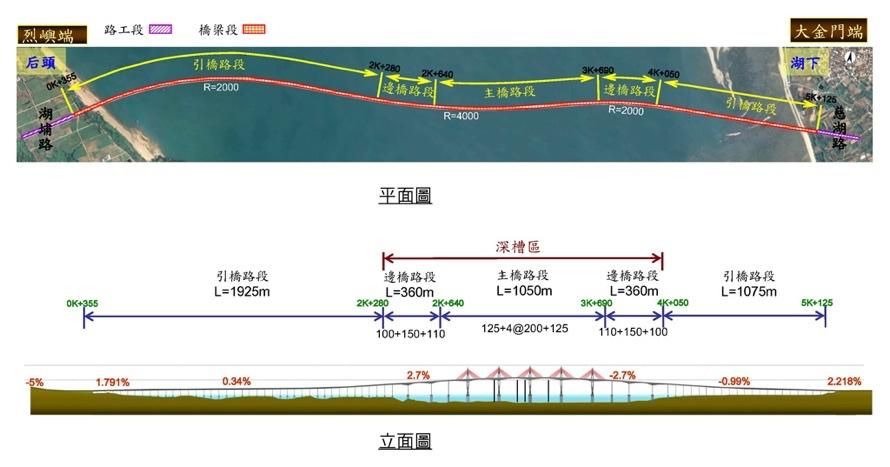 烈嶼端
路工段
橋梁段
大金門端
后頭
0K+355
引橋路段
R=2000
2K+280
邊橋路段
2K+640
R=4000
主橋路段
3K+690
邊橋路段
R=2000
4K+050
引橋路段
5K+125
湖下
湖埔路
慈湖路
平面圖
深槽區
引橋路段
L=1925m
邊橋路段
L=360m
主橋路段
L=1050m
邊橋路段
L=360m
引橋路段
L=1075m
0K+355
2K+280
2K+640
3K+690
4K+050
5K+125
100+150+110
125+4@200+125
110+150+100
-5%
1.791%
0.34%
2.7%
-2.7%
-0.99%
2.218%
立面圖